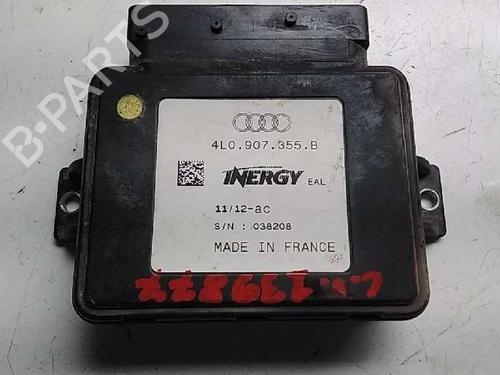 B-PARTS
4L0.907.355.B
INERGY EAL
11/12-ac
S/N : 038208
MADE IN FRANCE